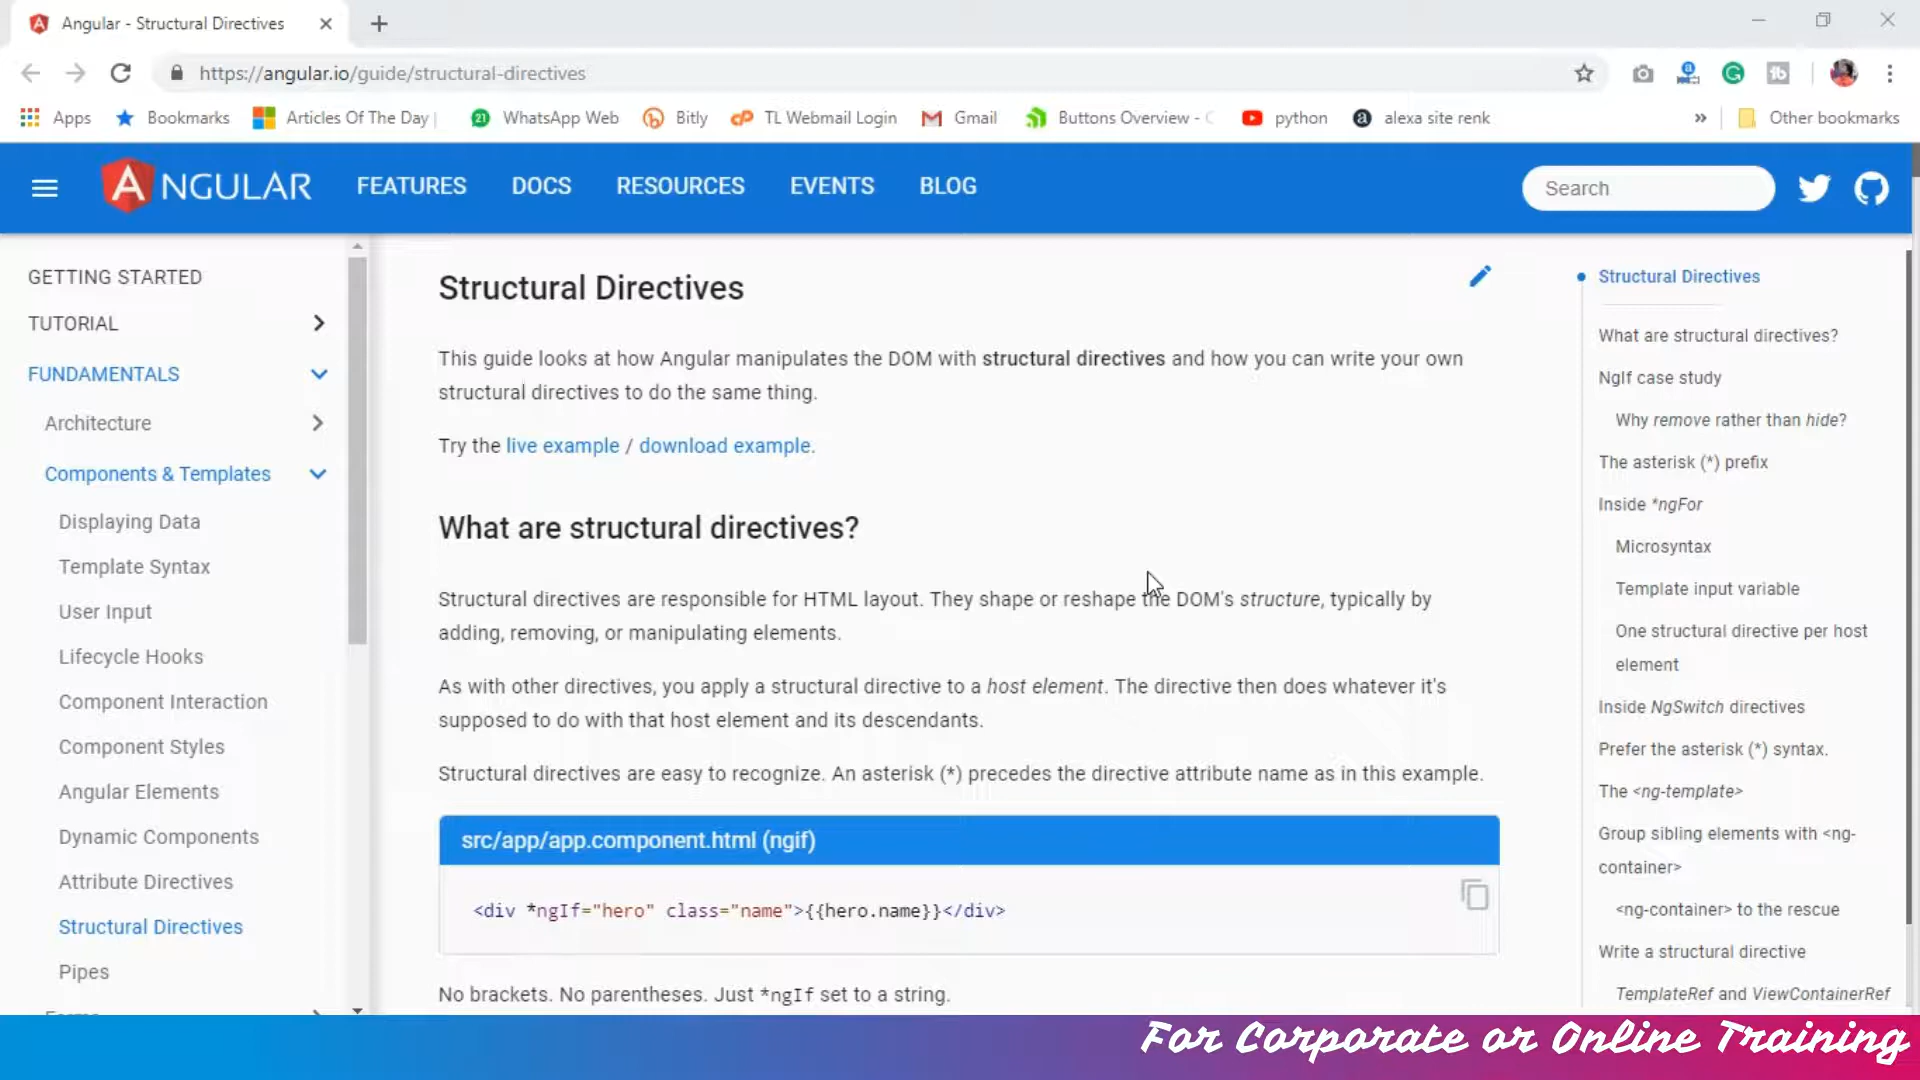 Angular - Structural Directives
https://angular.io/guide/structural-directives
Apps
Bookmarks
Articles Of The Day |
21
WhatsApp Web
Bitly
TL Webmail Login
Gmail
Buttons Overview -
python
alexa site renk
»
Other bookmarks
ANGULAR
FEATURES
DOCS
RESOURCES
EVENTS
BLOG
Search
GETTING STARTED
TUTORIAL
FUNDAMENTALS
Architecture
Components & Templates
Displaying Data
Template Syntax
User Input
Lifecycle Hooks
Component Interaction
Component Styles
Angular Elements
Dynamic Components
Attribute Directives
Structural Directives
Pipes
Structural Directives
This guide looks at how Angular manipulates the DOM with structural directives and how you can write your own
structural directives to do the same thing.
Try the live example / download example.
What are structural directives?
Structural directives are responsible for HTML layout. They shape or reshape the DOM's structure, typically by
adding, removing, or manipulating elements.
As with other directives, you apply a structural directive to a host element. The directive then does whatever it's
supposed to do with that host element and its descendants.
Structural directives are easy to recognize. An asterisk (*) precedes the directive attribute name as in this example.
src/app/app.component.html (ngif)
<div *ngIf="hero" class="name">{{hero.name}}</div>
No brackets. No parentheses. Just *ngIf set to a string.
Structural Directives
What are structural directives?
NgIf case study
Why remove rather than hide?
The asterisk (*) prefix
Inside *ngFor
Microsyntax
Template input variable
One structural directive per host
element
Inside NgSwitch directives
Prefer the asterisk (*) syntax.
The <ng-template>
Group sibling elements with <ng-
container>
<ng-container> to the rescue
Write a structural directive
TemplateRef and ViewContainerRef
For Corporate or Online Training